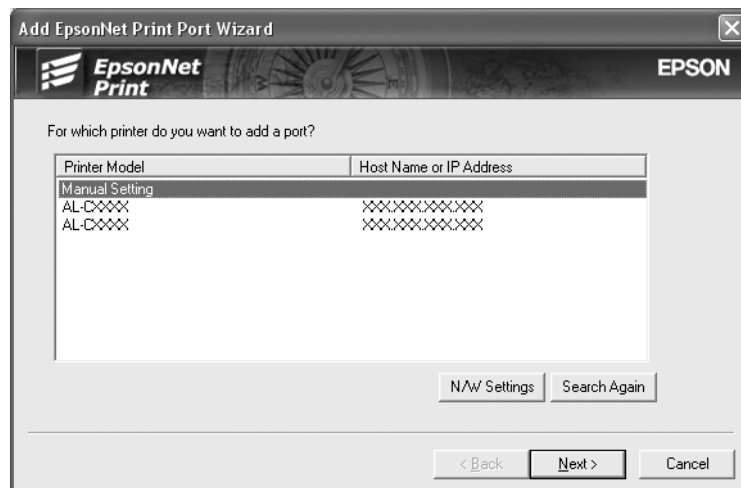 Add EpsonNet Print Port Wizard
EpsonNet
Print
EPSON
For which printer do you want to add a port?
Printer Model Host Name or IP Address
Manual Setting
AL-CXXXX XXX.XXX.XXX.XXX
AL-CXXXX XXX.XXX.XXX.XXX
N/W Settings Search Again
< Back Next > Cancel